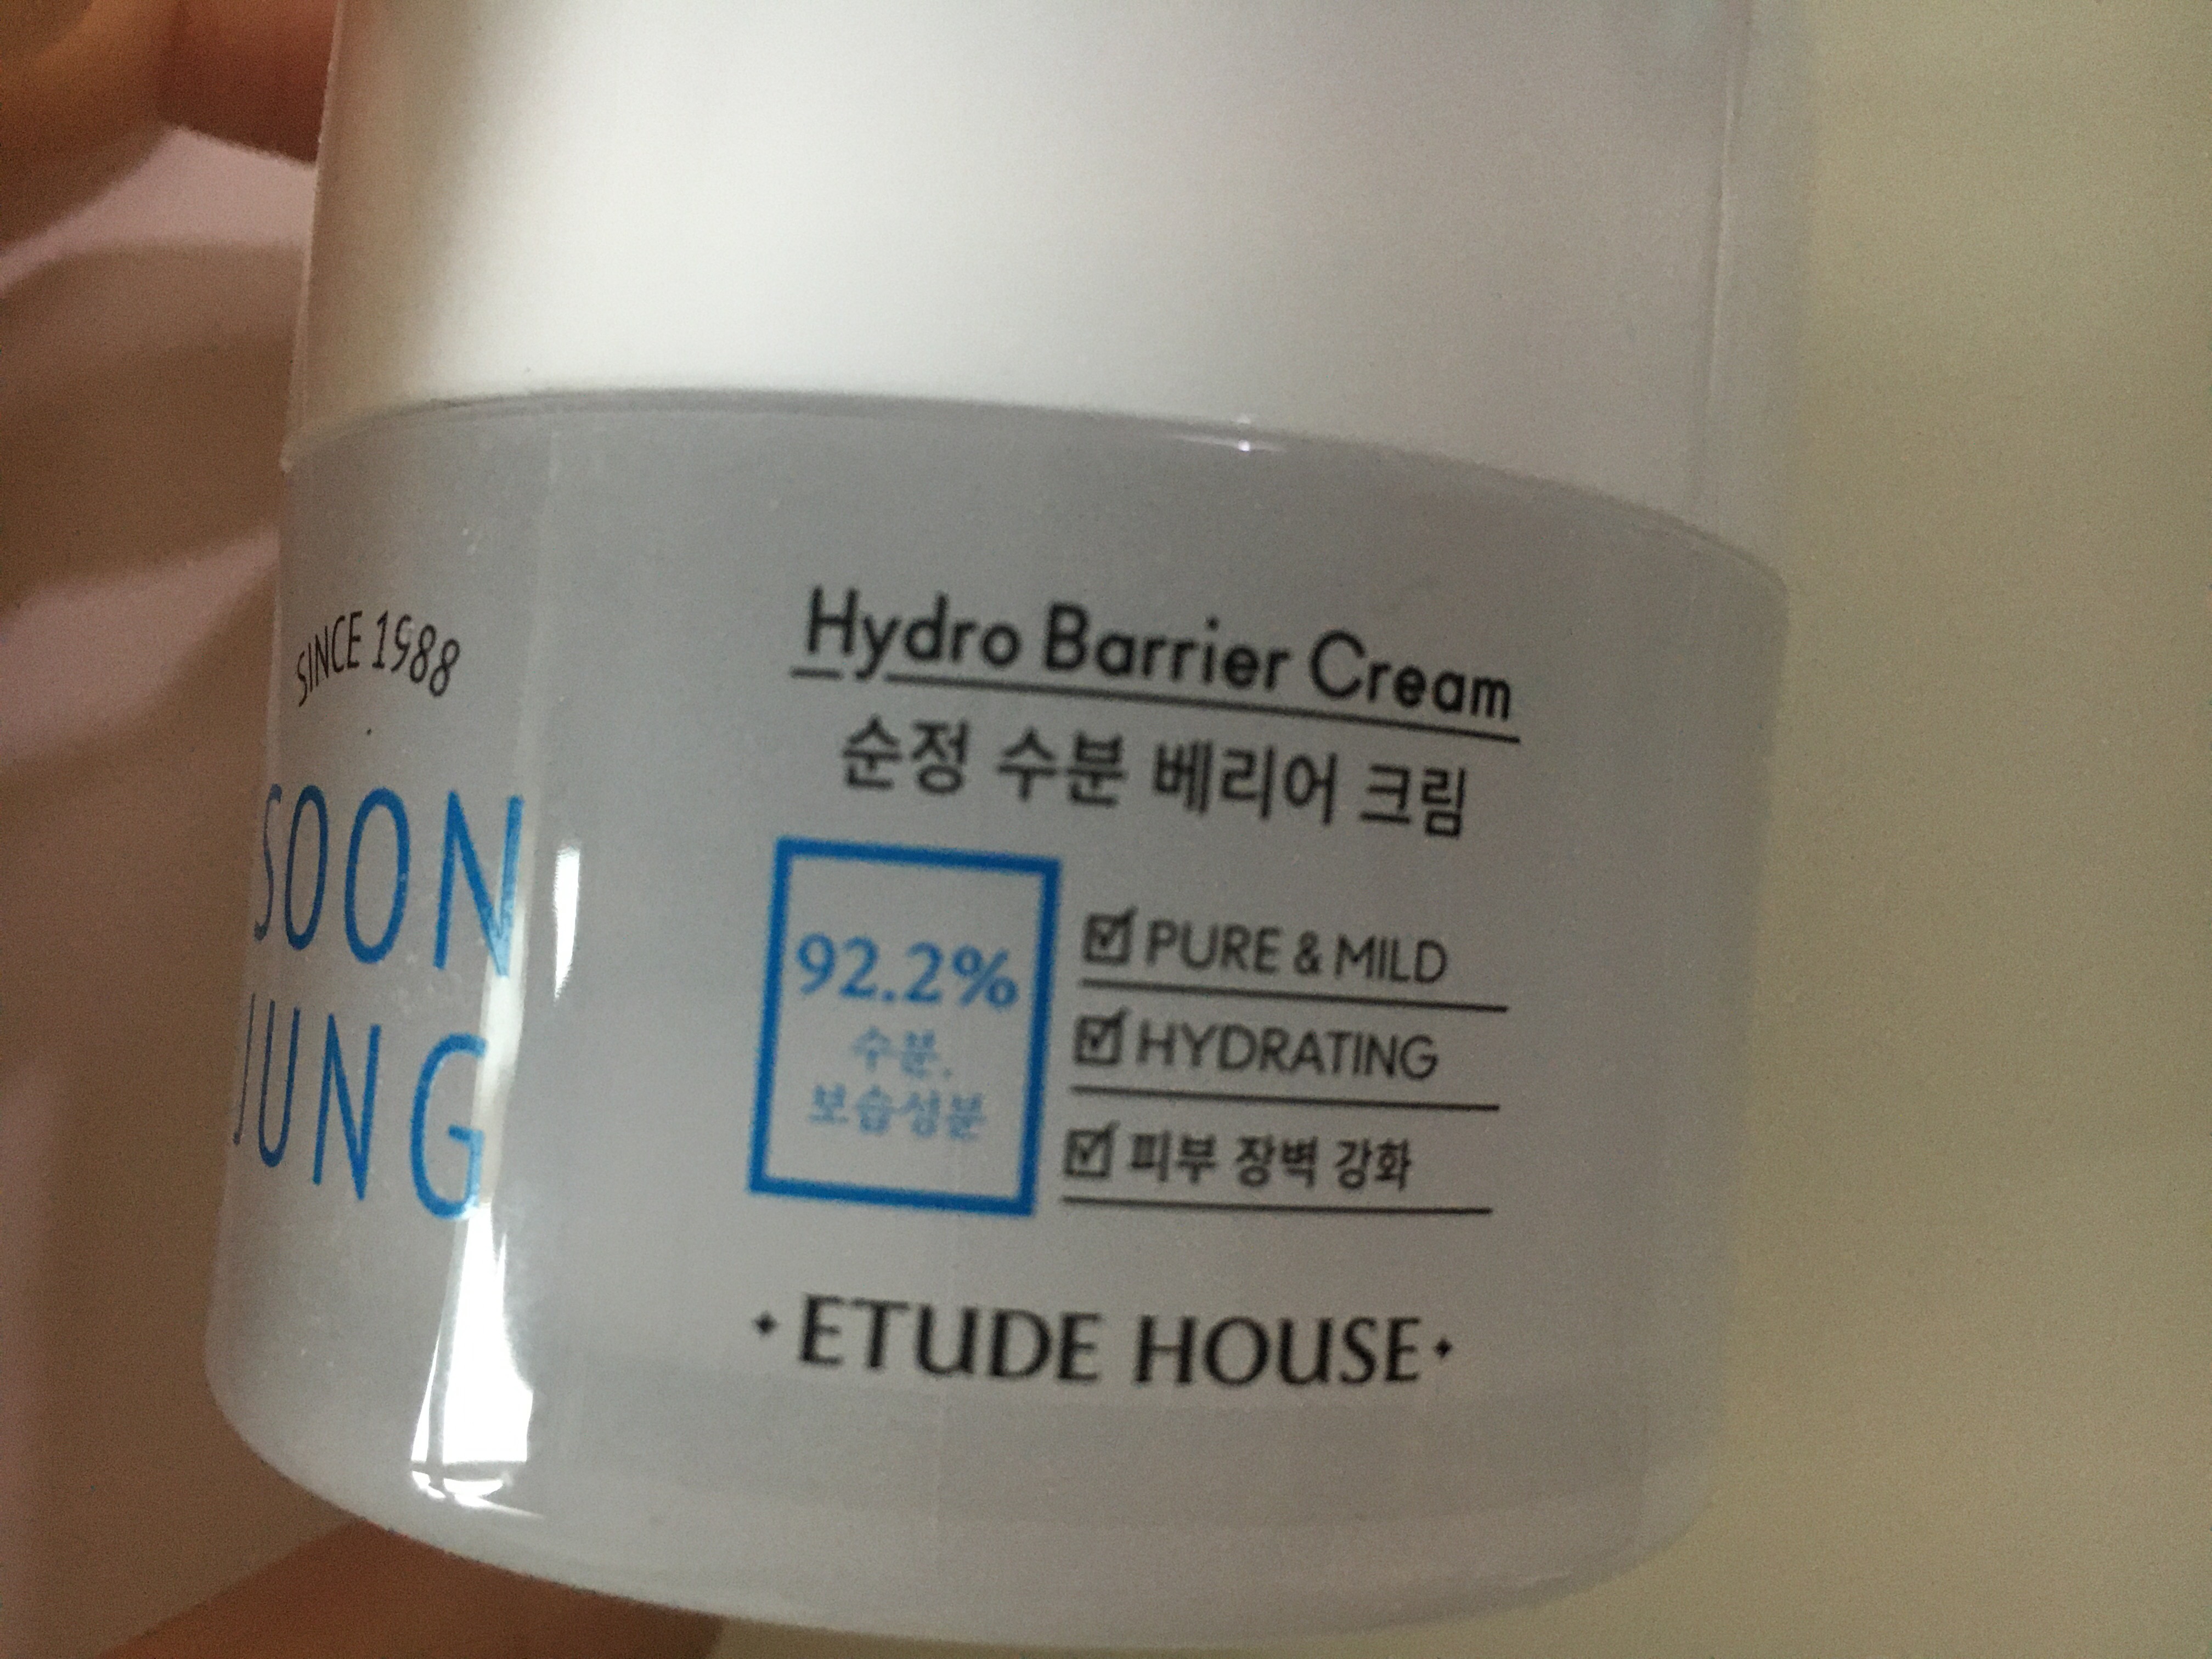 SINCE 1988
SOON
JUNG
Hydro Barrier Cream
순정 수분 베리어 크림
92.2%
수분,
보습성분
PURE & MILD
HYDRATING
피부 장벽 강화
ETUDE HOUSE